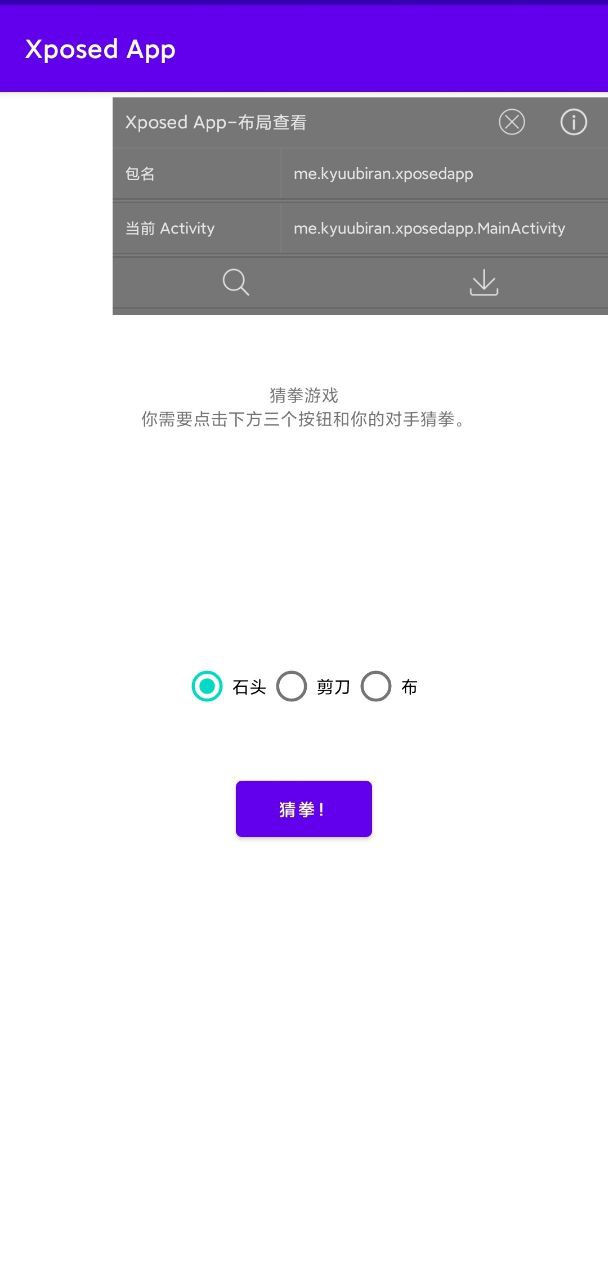 Xposed App
Xposed App-布局查看
包名 me.kyuubiran.xposedapp
当前 Activity me.kyuubiran.xposedapp.MainActivity
猜拳游戏
你需要点击下方三个按钮和你的对手猜拳。
石头 剪刀 布
猜拳!